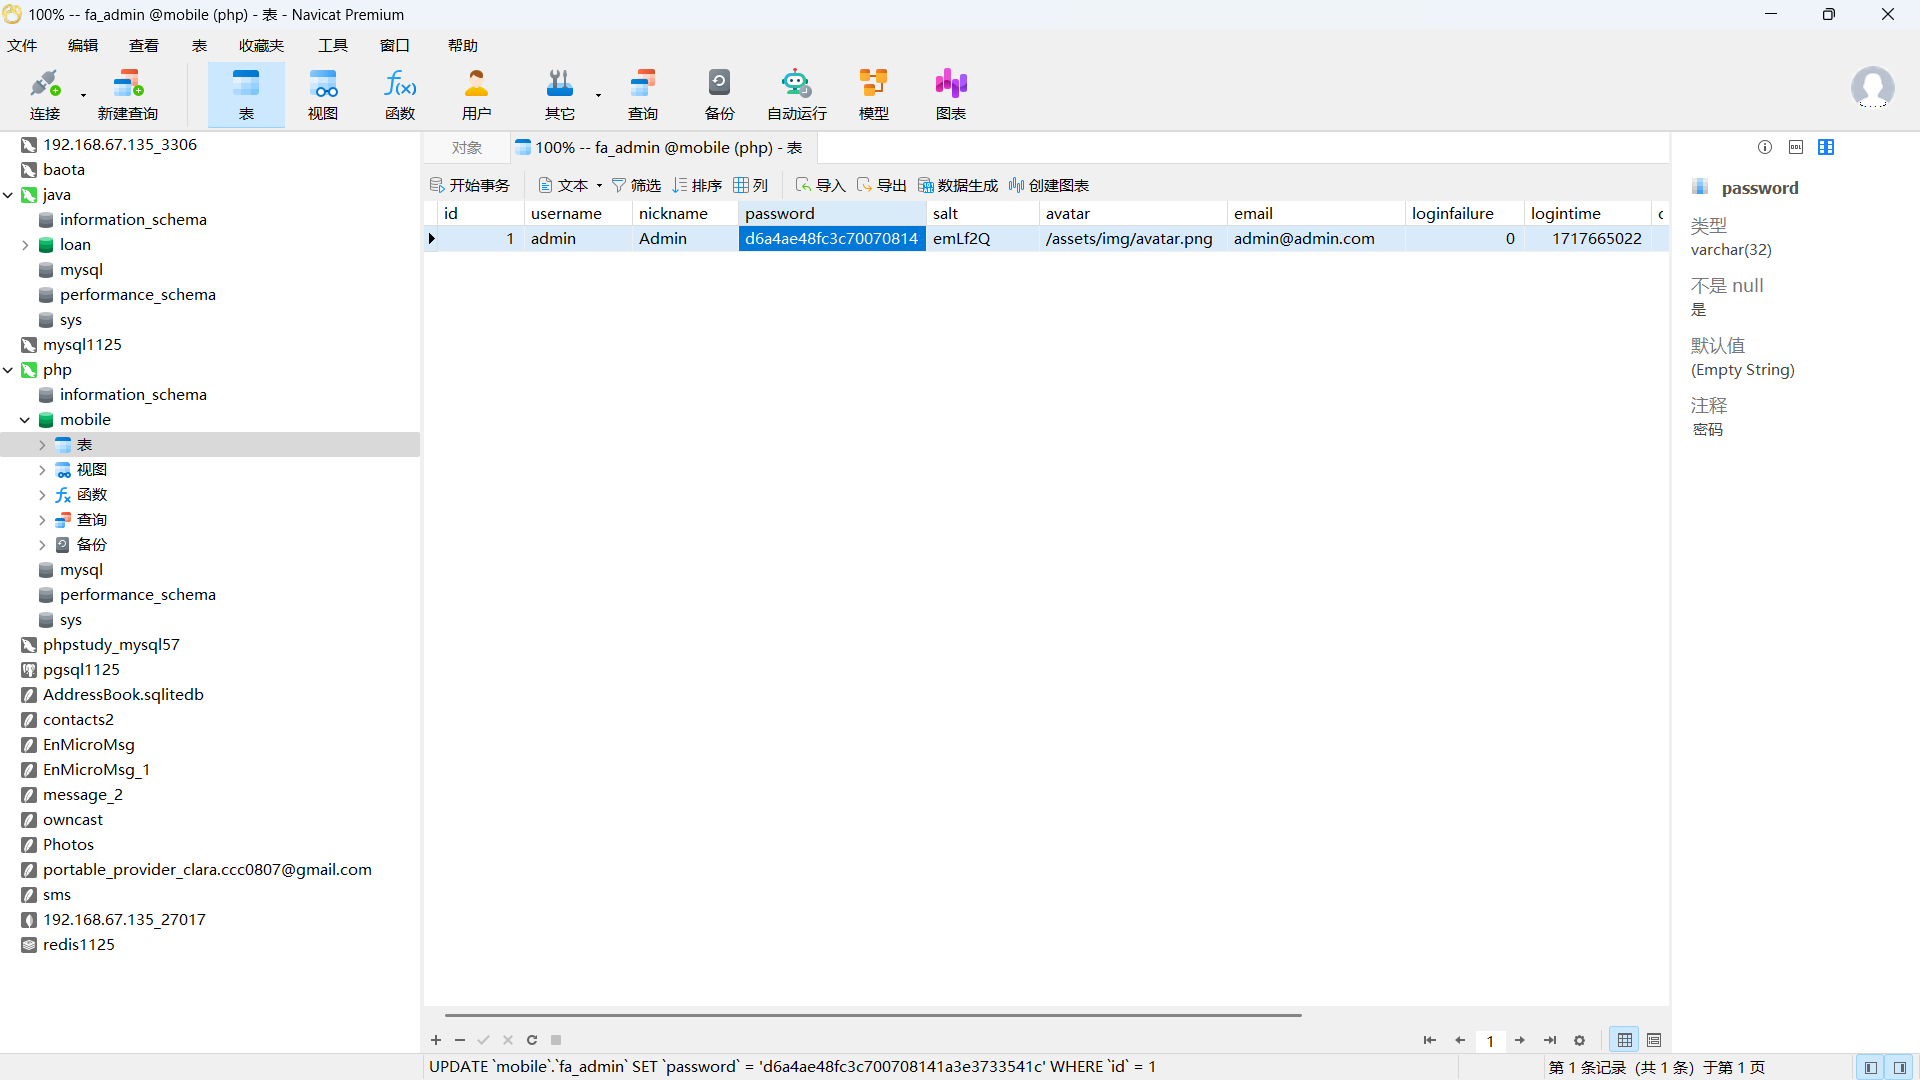 100% -- fa_admin @mobile (php) - 表 - Navicat Premium
文件 编辑 查看 表 收藏夹 工具 窗口 帮助
连接 新建查询 表 视图 函数 用户 其它 查询 备份 自动运行 模型 图表
192.168.67.135_3306
baota
java
information_schema
loan
mysql
performance_schema
sys
mysql1125
php
information_schema
mobile
表
视图
函数
查询
备份
mysql
performance_schema
sys
phpstudy_mysql57
pgsql1125
AddressBook.sqlitedb
contacts2
EnMicroMsg
EnMicroMsg_1
message_2
owncast
Photos
portable_provider_clara.ccc0807@gmail.com
sms
192.168.67.135_27017
redis1125
对象 100% -- fa_admin @mobile (php) - 表
开始事务 文本 筛选 排序 列 导入 导出 数据生成 创建图表
id username nickname password salt avatar email loginfailure logintime
1 admin Admin d6a4ae48fc3c70070814 emLf2Q /assets/img/avatar.png admin@admin.com 0 1717665022
DDL
password
类型
varchar(32)
不是 null
是
默认值
(Empty String)
注释
密码
1
UPDATE `mobile`.`fa_admin` SET `password` = 'd6a4ae48fc3c700708141a3e3733541c' WHERE `id` = 1
第 1 条记录 (共 1 条) 于第 1 页